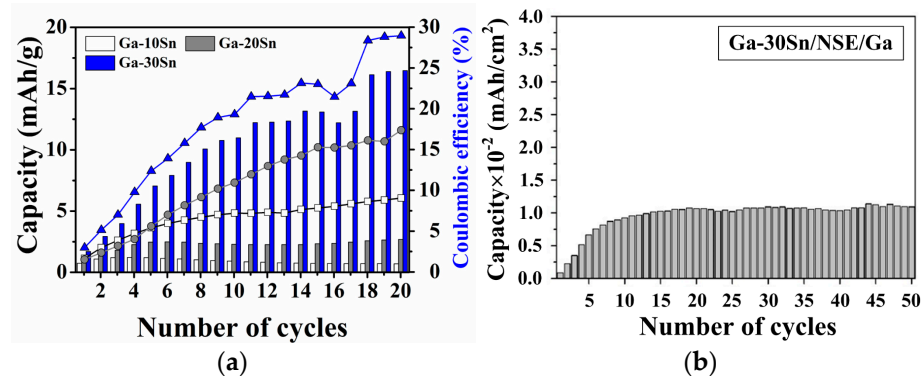 Capacity (mAh/g)
20
15
10
5
0
Ga-10Sn
Ga-20Sn
Ga-30Sn
30
25
20
15
10
5
0
Coulombic efficiency (%)
2 4 6 8 10 12 14 16 18 20
Number of cycles
(a)
Capacity×10⁻² (mAh/cm²)
4.0
3.5
3.0
2.5
2.0
1.5
1.0
0.5
0.0
Ga-30Sn/NSE/Ga
5 10 15 20 25 30 35 40 45 50
Number of cycles
(b)